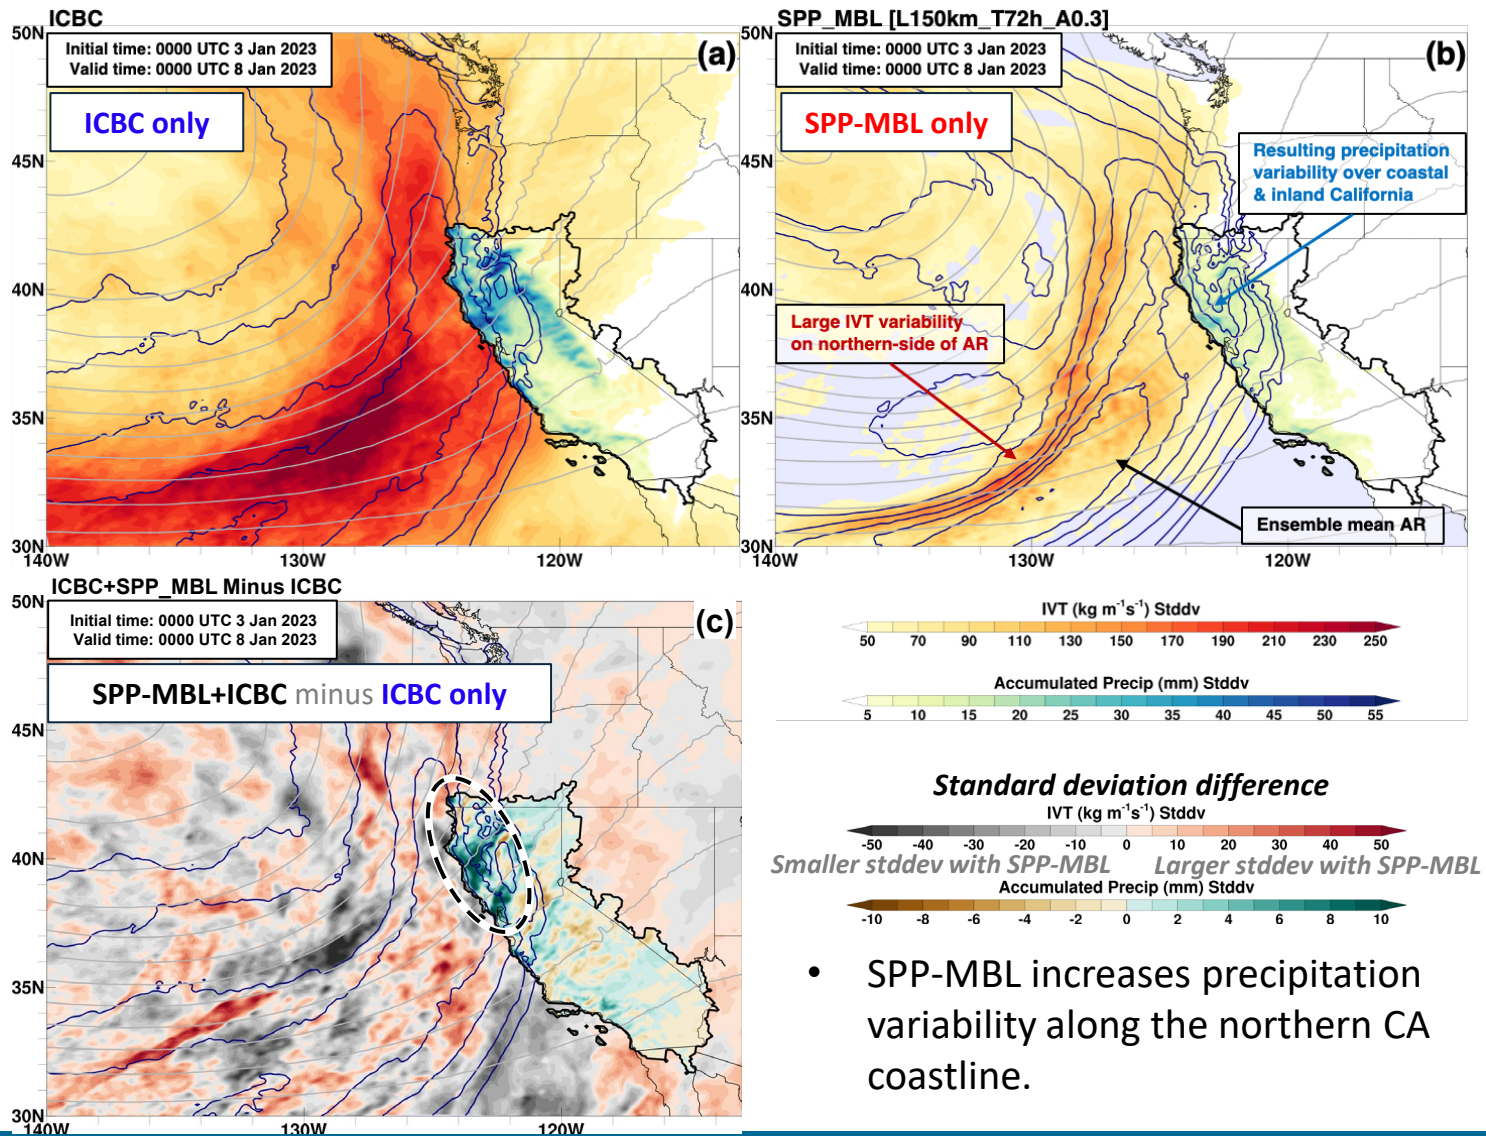 ICBC
Initial time: 0000 UTC 3 Jan 2023
Valid time: 0000 UTC 8 Jan 2023
(a)
ICBC only
50N
45N
40N
35N
30N
140W
130W
120W
SPP_MBL [L150km_T72h_A0.3]
Initial time: 0000 UTC 3 Jan 2023
Valid time: 0000 UTC 8 Jan 2023
(b)
SPP-MBL only
Resulting precipitation
variability over coastal
& inland California
Large IVT variability
on northern-side of AR
Ensemble mean AR
50N
45N
40N
35N
30N
140W
130W
120W
ICBC+SPP_MBL Minus ICBC
Initial time: 0000 UTC 3 Jan 2023
Valid time: 0000 UTC 8 Jan 2023
(c)
SPP-MBL+ICBC minus ICBC only
50N
45N
40N
35N
30N
140W
130W
120W
IVT (kg m⁻¹s⁻¹) Stddv
50 70 90 110 130 150 170 190 210 230 250
Accumulated Precip (mm) Stddv
5 10 15 20 25 30 35 40 45 50 55
Standard deviation difference
IVT (kg m⁻¹s⁻¹) Stddv
-50 -40 -30 -20 -10 0 10 20 30 40 50
Smaller stddev with SPP-MBL Larger stddev with SPP-MBL
Accumulated Precip (mm) Stddv
-10 -8 -6 -4 -2 0 2 4 6 8 10
• SPP-MBL increases precipitation
variability along the northern CA
coastline.